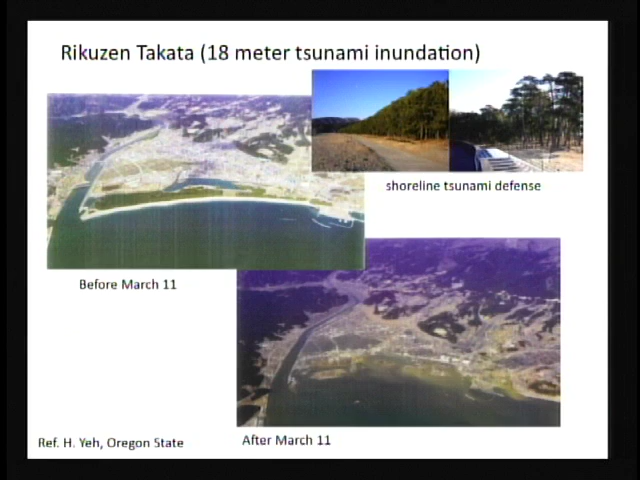 Rikuzen Takata (18 meter tsunami inundation)
shoreline tsunami defense
Before March 11
After March 11
Ref. H. Yeh, Oregon State